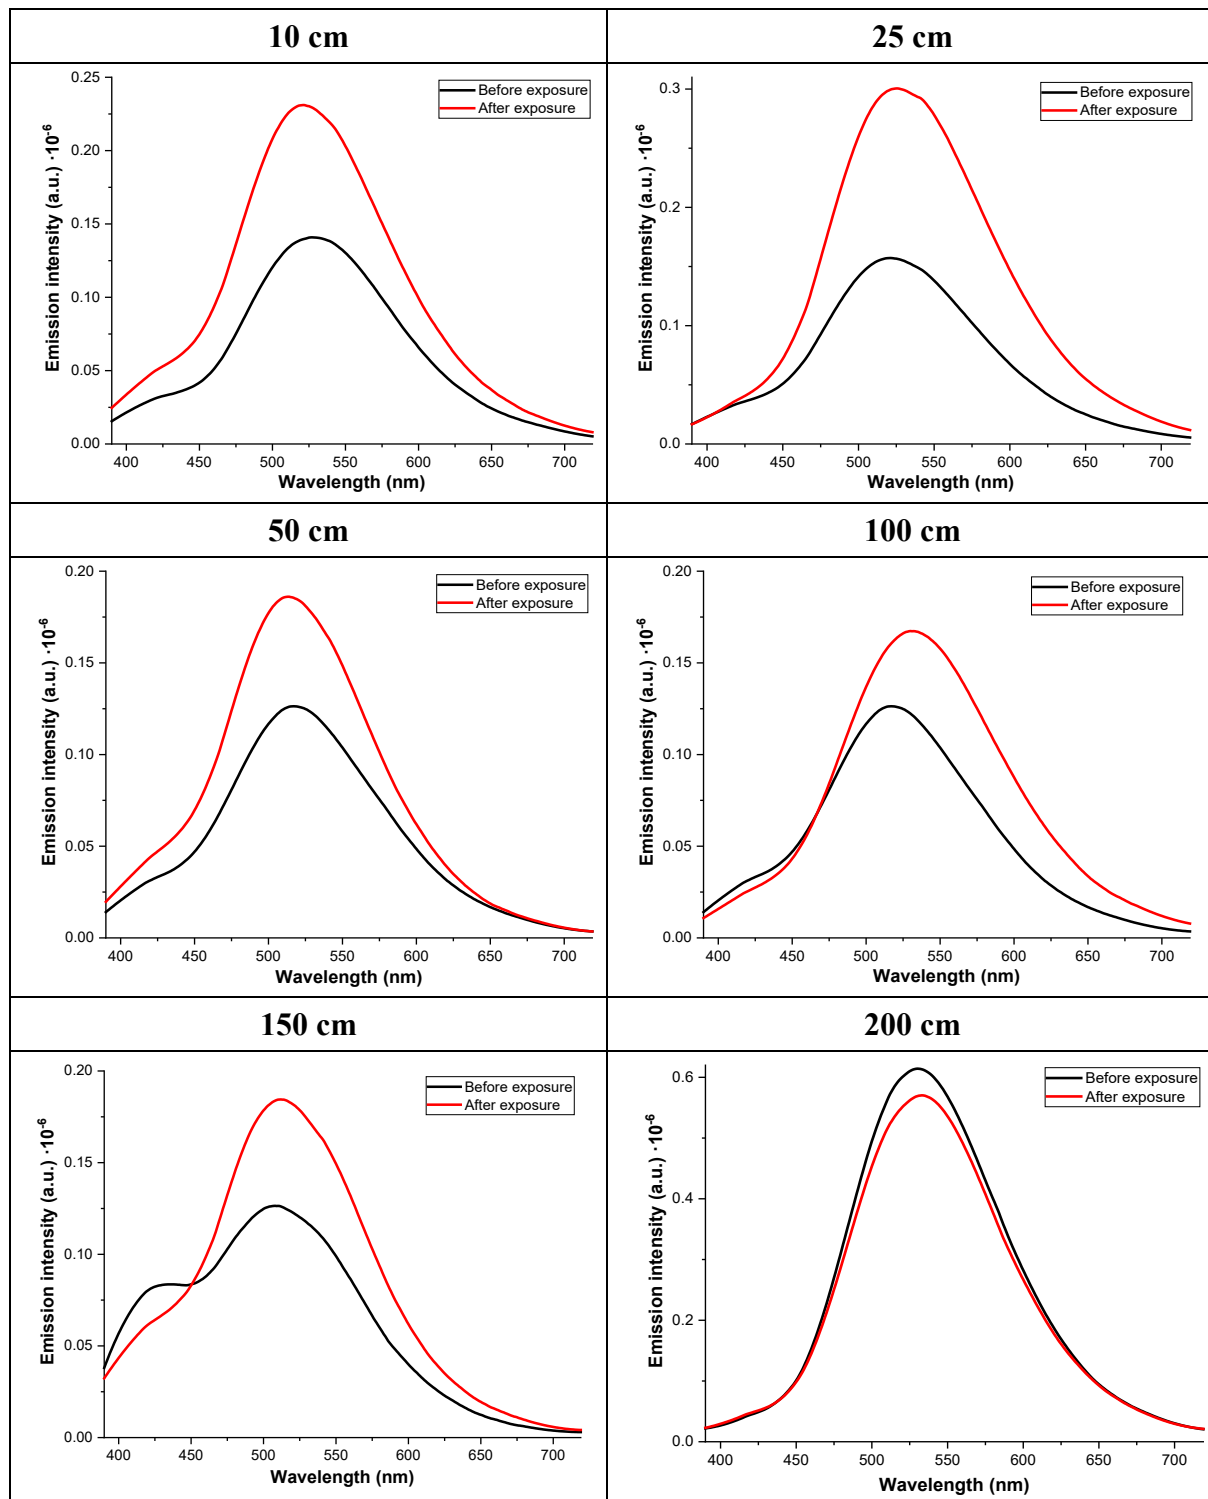 10 cm
25 cm
Before exposure
After exposure
Emission intensity (a.u.) ·10⁻⁶
0.25
0.20
0.15
0.10
0.05
0.00
400 450 500 550 600 650 700
Wavelength (nm)
Before exposure
After exposure
Emission intensity (a.u.) ·10⁻⁶
0.3
0.2
0.1
0.0
400 450 500 550 600 650 700
Wavelength (nm)
50 cm
100 cm
Before exposure
After exposure
Emission intensity (a.u.) ·10⁻⁶
0.20
0.15
0.10
0.05
0.00
400 450 500 550 600 650 700
Wavelength (nm)
Before exposure
After exposure
Emission intensity (a.u.) ·10⁻⁶
0.20
0.15
0.10
0.05
0.00
400 450 500 550 600 650 700
Wavelength (nm)
150 cm
200 cm
Before exposure
After exposure
Emission intensity (a.u.) ·10⁻⁶
0.20
0.15
0.10
0.05
0.00
400 450 500 550 600 650 700
Wavelength (nm)
Before exposure
After exposure
Emission intensity (a.u.) ·10⁻⁶
0.6
0.4
0.2
0.0
400 450 500 550 600 650 700
Wavelength (nm)